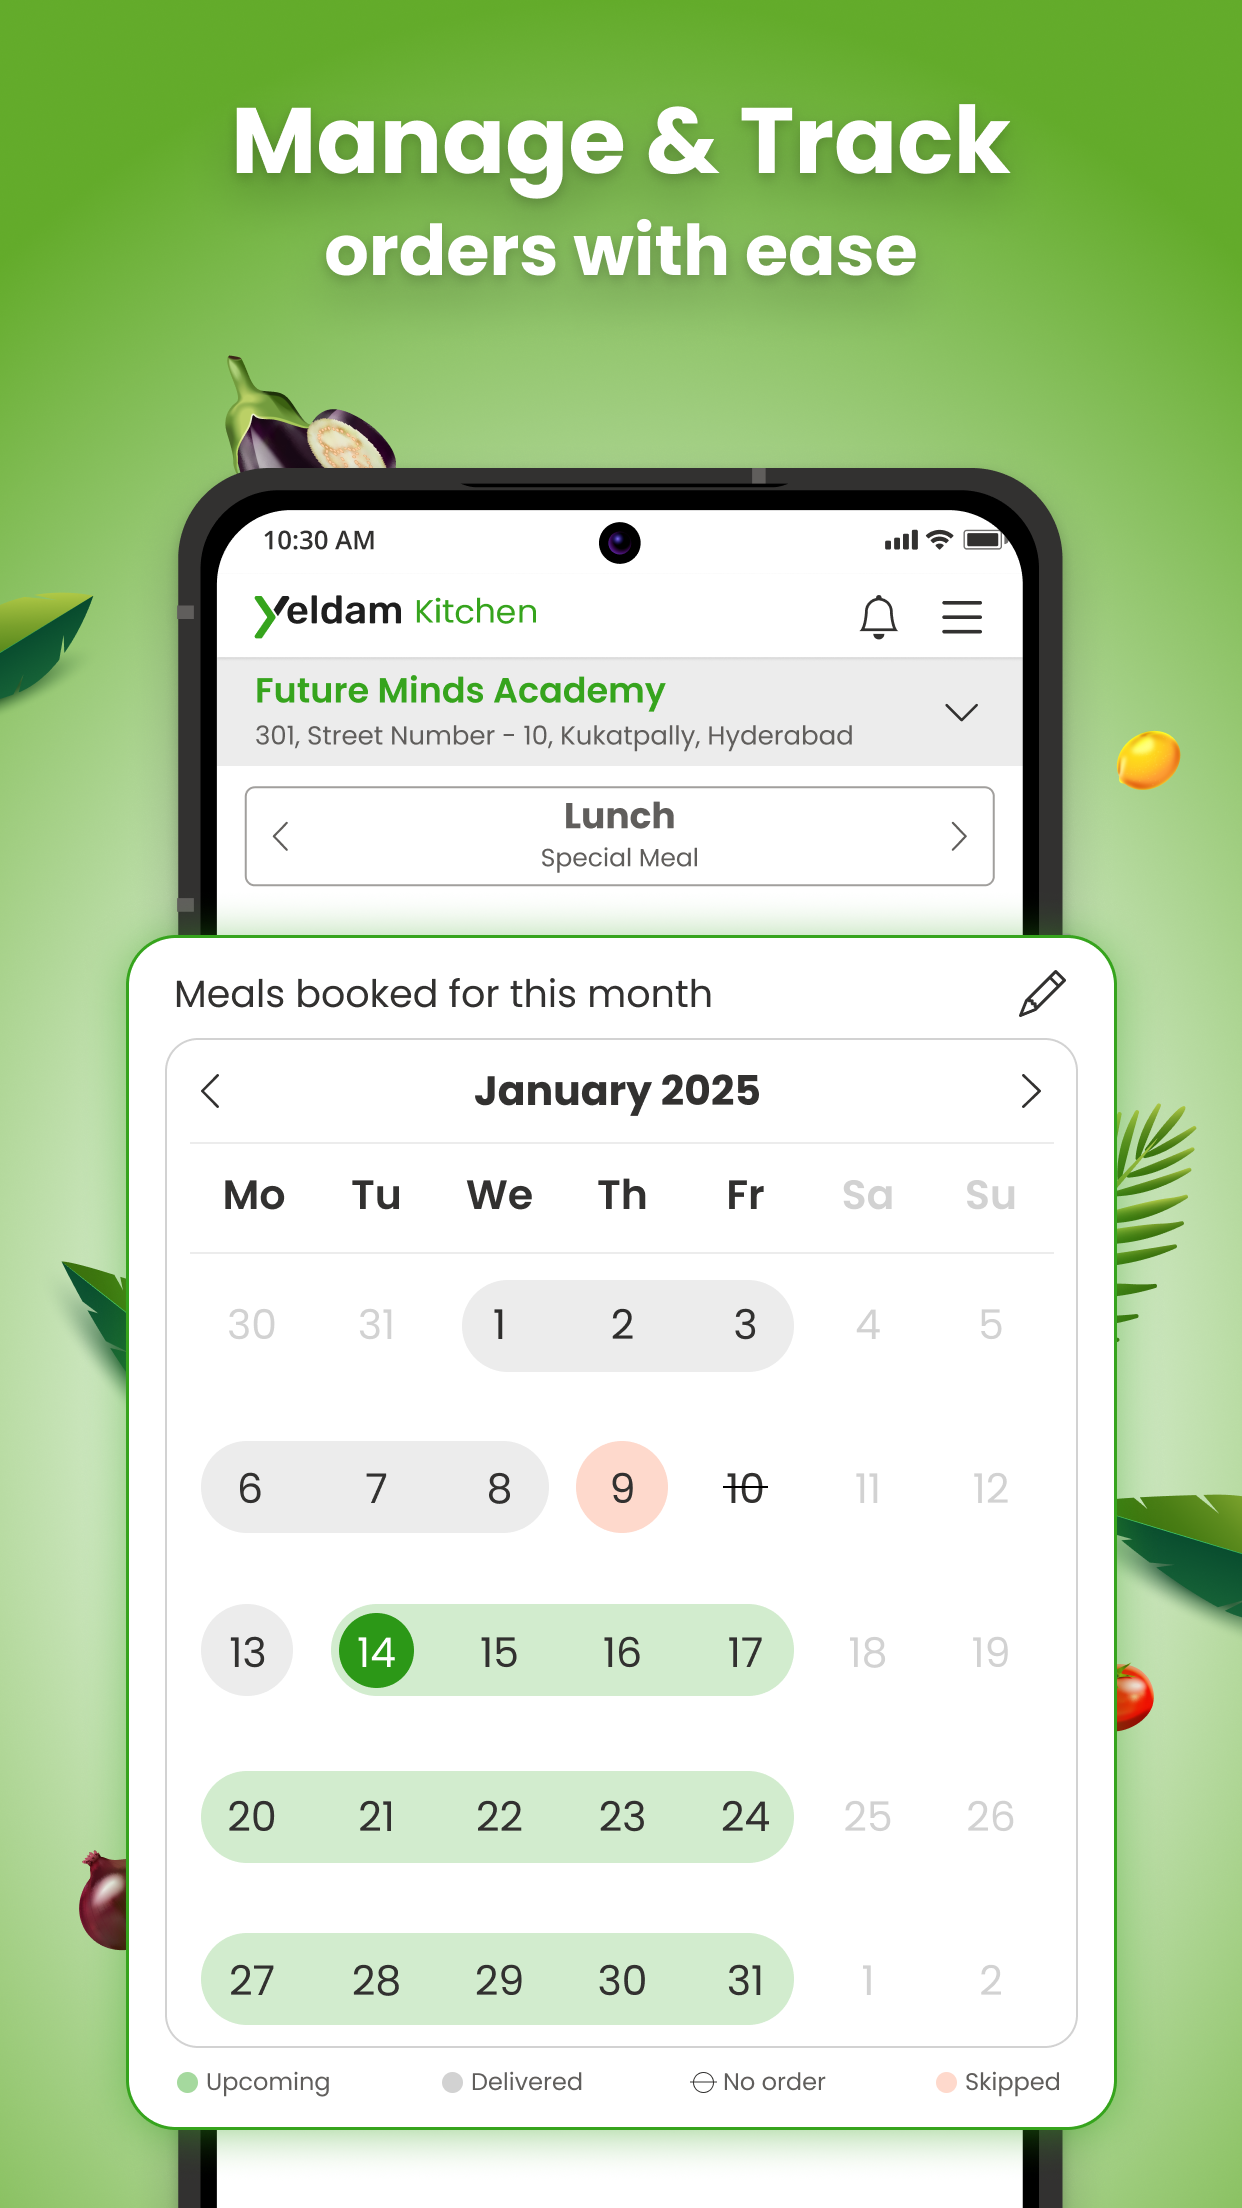 Manage & Track
orders with ease
10:30 AM
Yeldam Kitchen
Future Minds Academy
301, Street Number - 10, Kukatpally, Hyderabad
Lunch
Special Meal
Meals booked for this month
January 2025
Mo Tu We Th Fr Sa Su
30 31 1 2 3 4 5
6 7 8 9 10 11 12
13 14 15 16 17 18 19
20 21 22 23 24 25 26
27 28 29 30 31 1 2
Upcoming Delivered No order Skipped